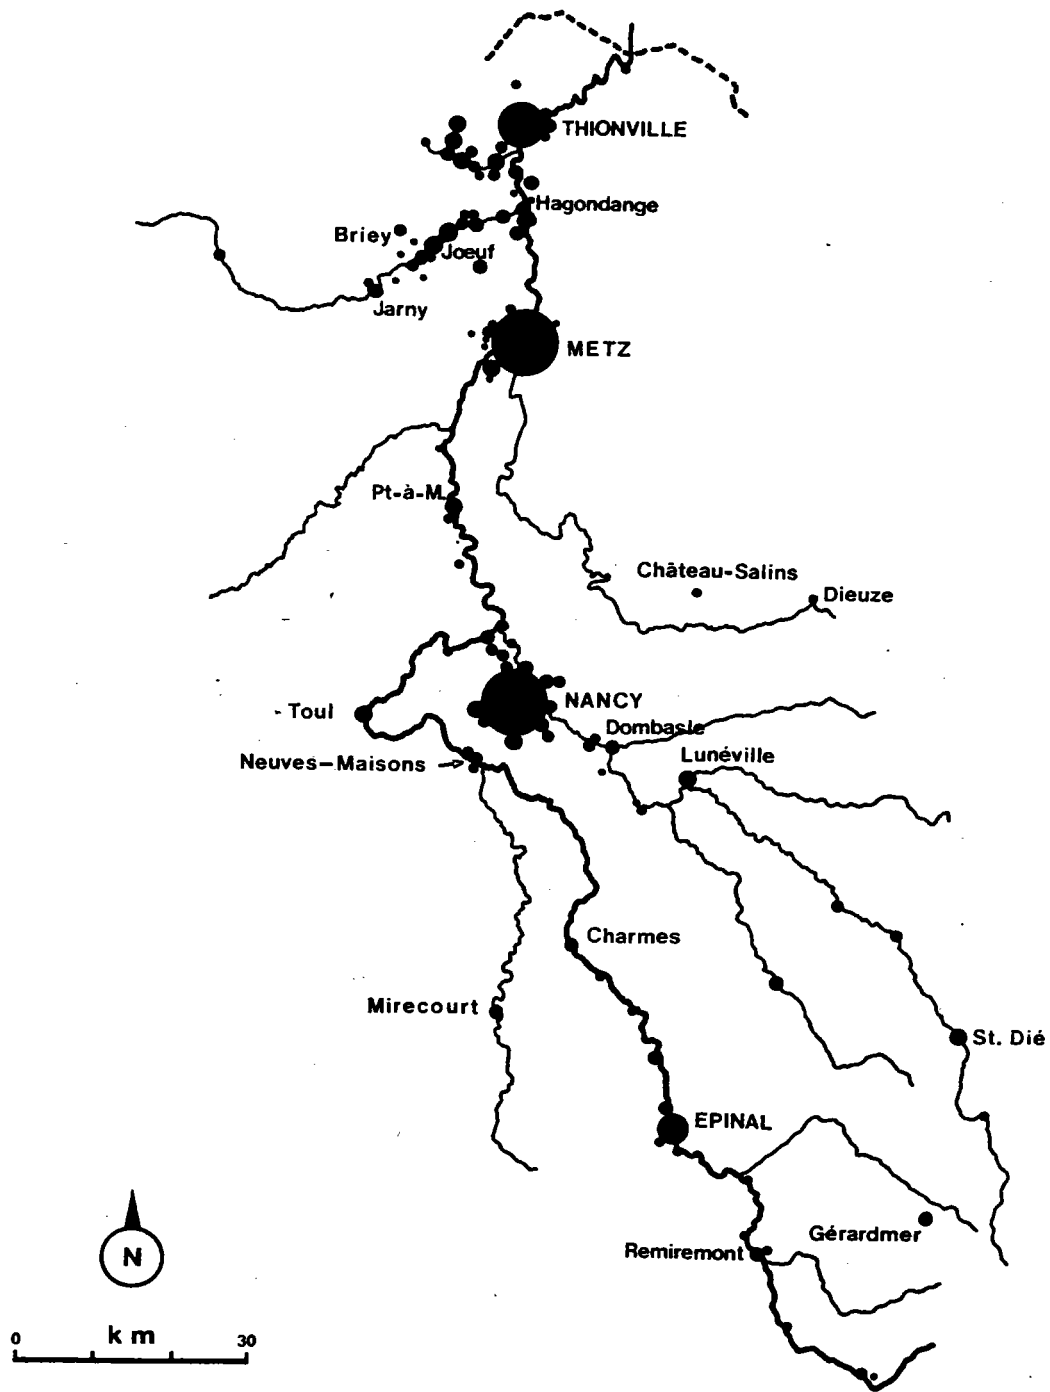 THIONVILLE
Hagondange
Briey
Joeuf
Jarny
METZ
Pt-à-M.
Château-Salins
Dieuze
NANCY
Toul
Dombasle
Lunéville
Neuves-Maisons
Charmes
Mirecourt
St. Dié
EPINAL
Gérardmer
Remiremont
N
km
0 30